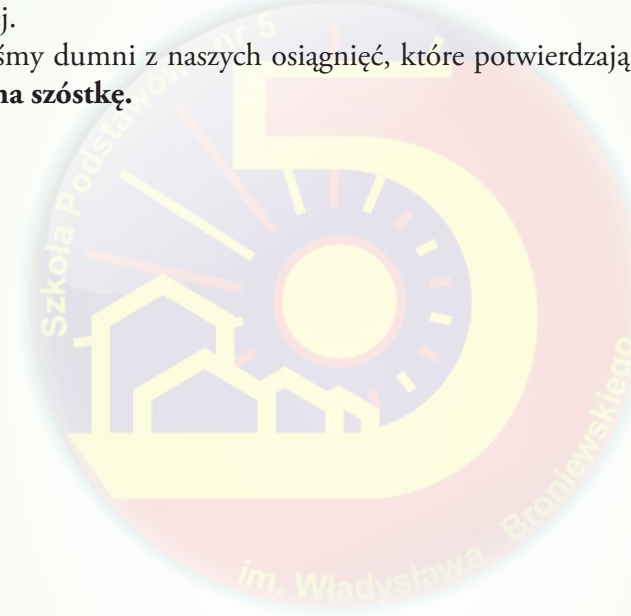 j.
śmy dumni z naszych osiągnięć, które potwierdzają
na szóstkę.
Szkoła Podstawowa nr 5
im. Władysława Broniewskiego